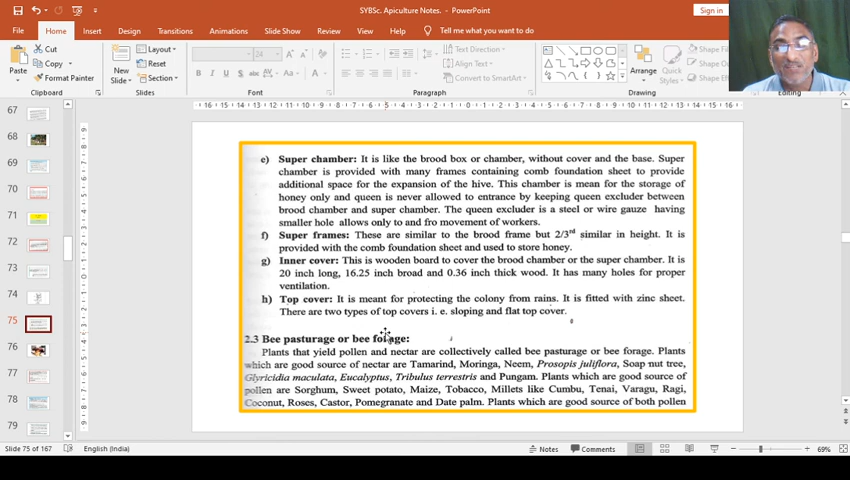 SYBSc. Apiculture Notes. - PowerPoint
Sign in
File Home Insert Design Transitions Animations Slide Show Review View Tell me what you want to do
Cut
Copy
Format Painter
Paste
Clipboard
New
Slide
Layout
Reset
Section
Slides
24
Font
Paragraph
Text Direction
Align Text
Convert to SmartArt
Drawing
Arrange
Quick
Styles
Shape Fi
Shape
Editing
67
68
69
70
71
72
73
74
75
76
77
78
79
e) Super chamber: It is like the brood box or chamber, without cover and the base. Super
chamber is provided with many frames containing comb foundation sheet to provide
additional space for the expansion of the hive. This chamber is mean for the storage of
honey only and queen is never allowed to entrance by keeping queen excluder between
brood chamber and super chamber. The queen excluder is a steel or wire gauze having
smaller hole allows only to and fro movement of workers.
f) Super frames: These are similar to the brood frame but 2/3rd similar in height. It is
provided with the comb foundation sheet and used to store honey.
g) Inner cover: This is wooden board to cover the brood chamber or the super chamber. It is
20 inch long, 16.25 inch broad and 0.36 inch thick wood. It has many holes for proper
ventilation.
h) Top cover: It is meant for protecting the colony from rains. It is fitted with zinc sheet.
There are two types of top covers i. e. sloping and flat top cover.
2.3 Bee pasturage or bee forage:
Plants that yield pollen and nectar are collectively called bee pasturage or bee forage. Plants
which are good source of nectar are Tamarind, Moringa, Neem, Prosopis juliflora, Soap nut tree,
Glyricidia maculata, Eucalyptus, Tribulus terrestris and Pungam. Plants which are good source of
pollen are Sorghum, Sweet potato, Maize, Tobacco, Millets like Cumbu, Tenai, Varagu, Ragi,
Coconut, Roses, Castor, Pomegranate and Date palm. Plants which are good source of both pollen
Slide 75 of 167 English (India) Notes Comments 69%